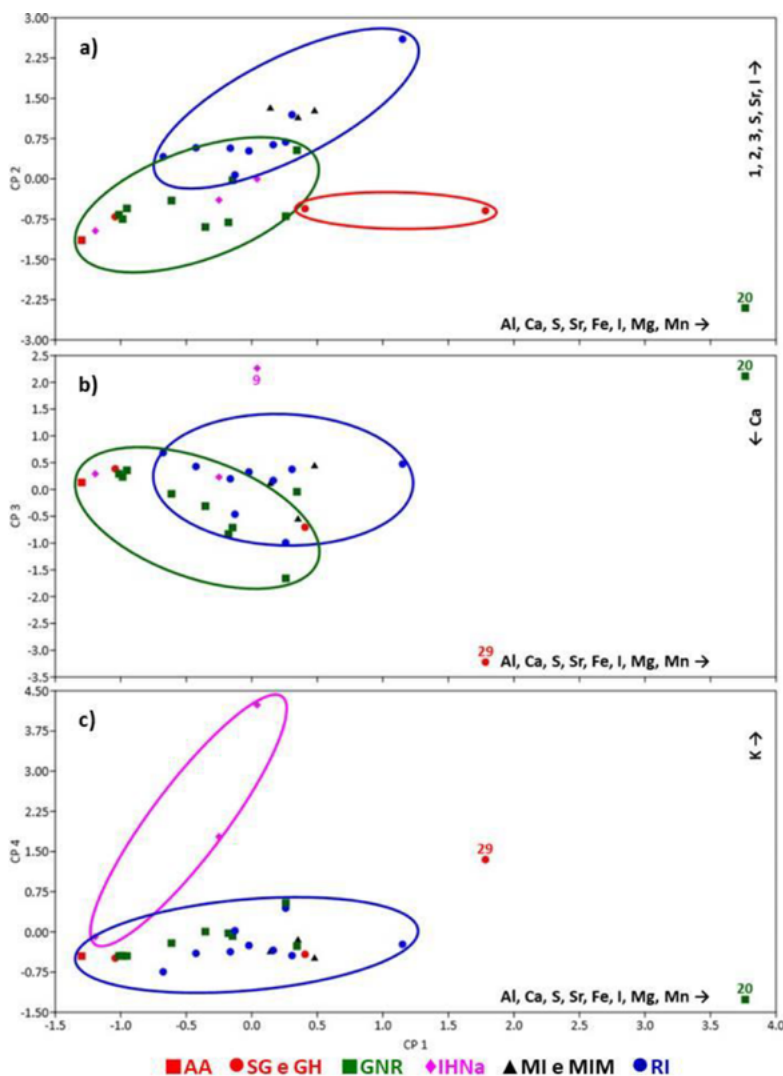 3.00
2.25
1.50
0.75
0.00
-0.75
-1.50
-2.25
-3.00
CP 2
a)
1, 2, 3, S, Sr, I →
20
Al, Ca, S, Sr, Fe, I, Mg, Mn →
2.5
2.0
1.5
1.0
0.5
0.0
-0.5
-1.0
-1.5
-2.0
-2.5
-3.0
-3.5
CP 3
b)
9
20
← Ca
29
Al, Ca, S, Sr, Fe, I, Mg, Mn →
4.50
3.75
3.00
2.25
1.50
0.75
0.00
-0.75
-1.50
CP 4
c)
K →
29
20
Al, Ca, S, Sr, Fe, I, Mg, Mn →
-1.5 -1.0 -0.5 0.0 0.5 1.0 1.5 2.0 2.5 3.0 3.5 4.0
CP 1
AA SG e GH GNR IHNa MI e MIM RI